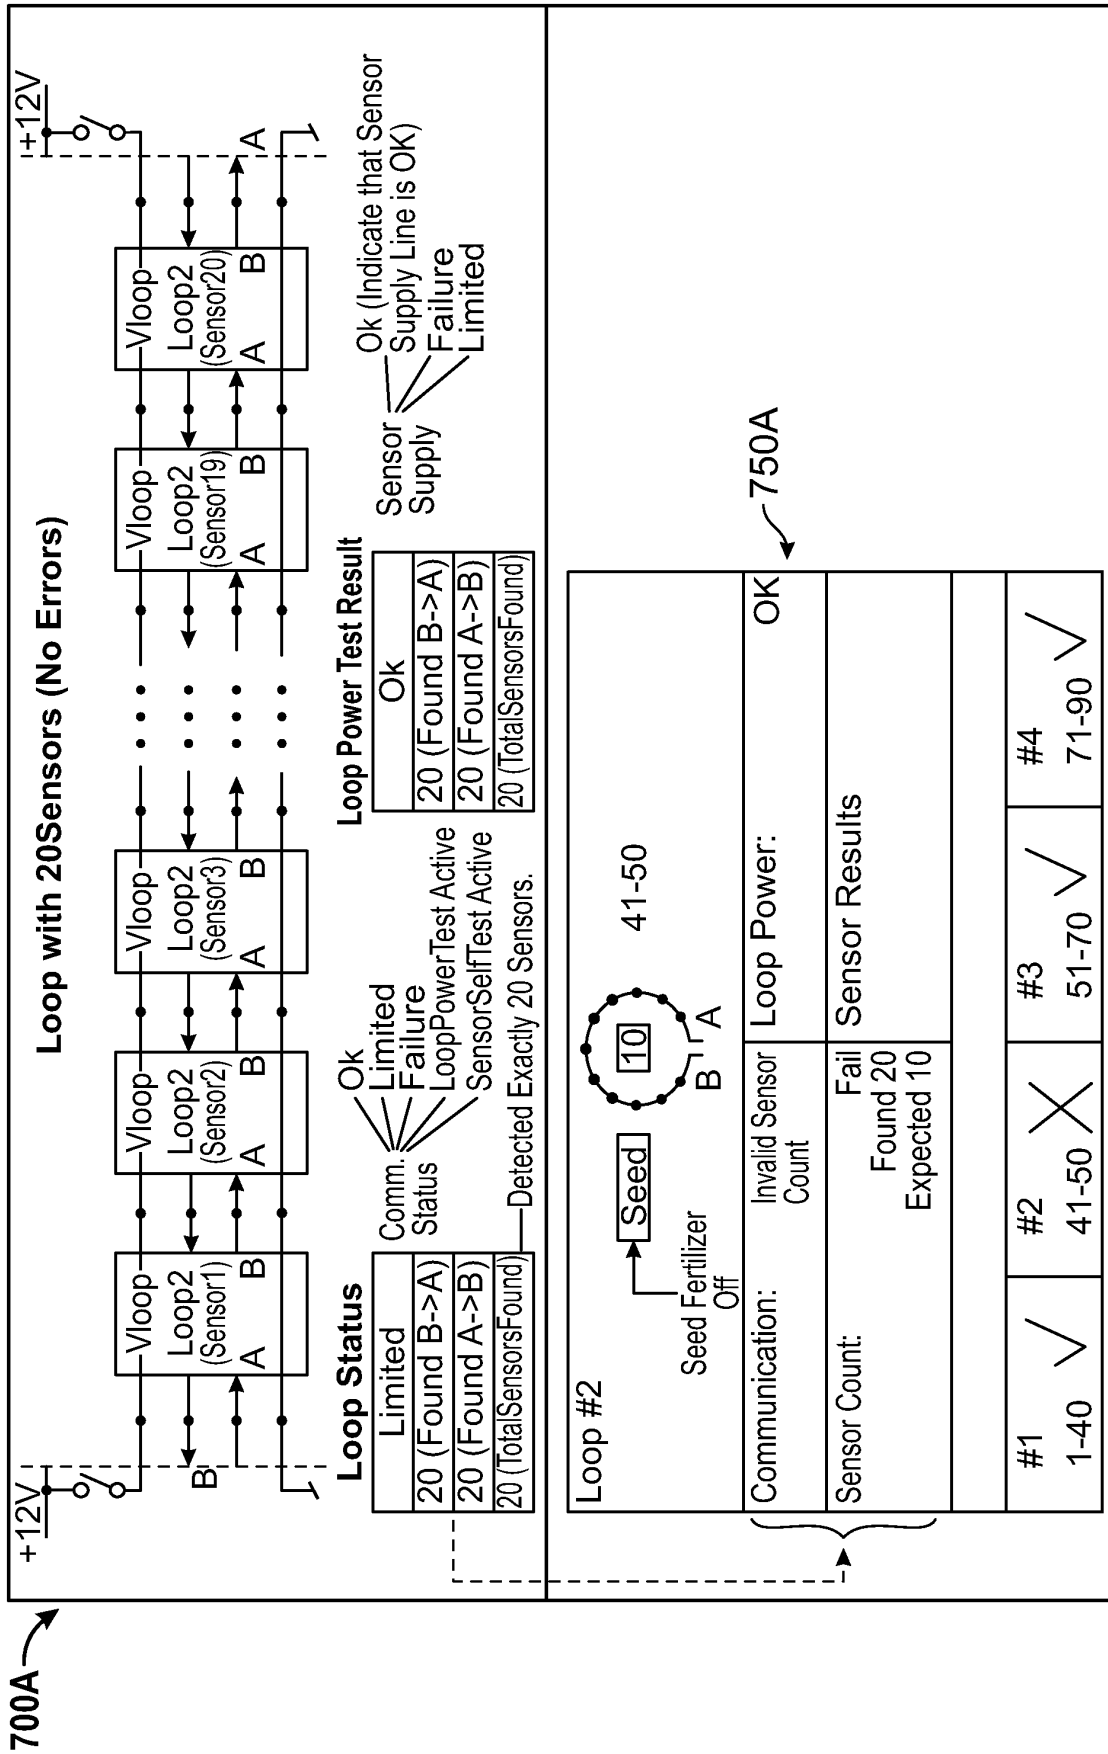 700A
Loop with 20Sensors (No Errors)
+12V
+12V
Vloop
Loop2
(Sensor1)
A B
Vloop
Loop2
(Sensor2)
A B
Vloop
Loop2
(Sensor3)
A B
Vloop
Loop2
(Sensor19)
A B
Vloop
Loop2
(Sensor20)
A B
B
A
Loop Status
Limited
20 (Found B->A)
20 (Found A->B)
20 (TotalSensorsFound)
Comm.
Status
Ok
Limited
Failure
LoopPowerTest Active
SensorSelfTest Active
Detected Exactly 20 Sensors.
Loop Power Test Result
Ok
20 (Found B->A)
20 (Found A->B)
20 (TotalSensorsFound)
Sensor
Supply
Ok (Indicate that Sensor
Supply Line is OK)
Failure
Limited
750A
Loop #2
Seed
Seed Fertilizer
Off
10
B A
41-50
Communication:
Invalid Sensor
Count
Loop Power:
OK
Sensor Count:
Fail
Found 20
Expected 10
Sensor Results
#1
1-40
#2
41-50
#3
51-70
#4
71-90